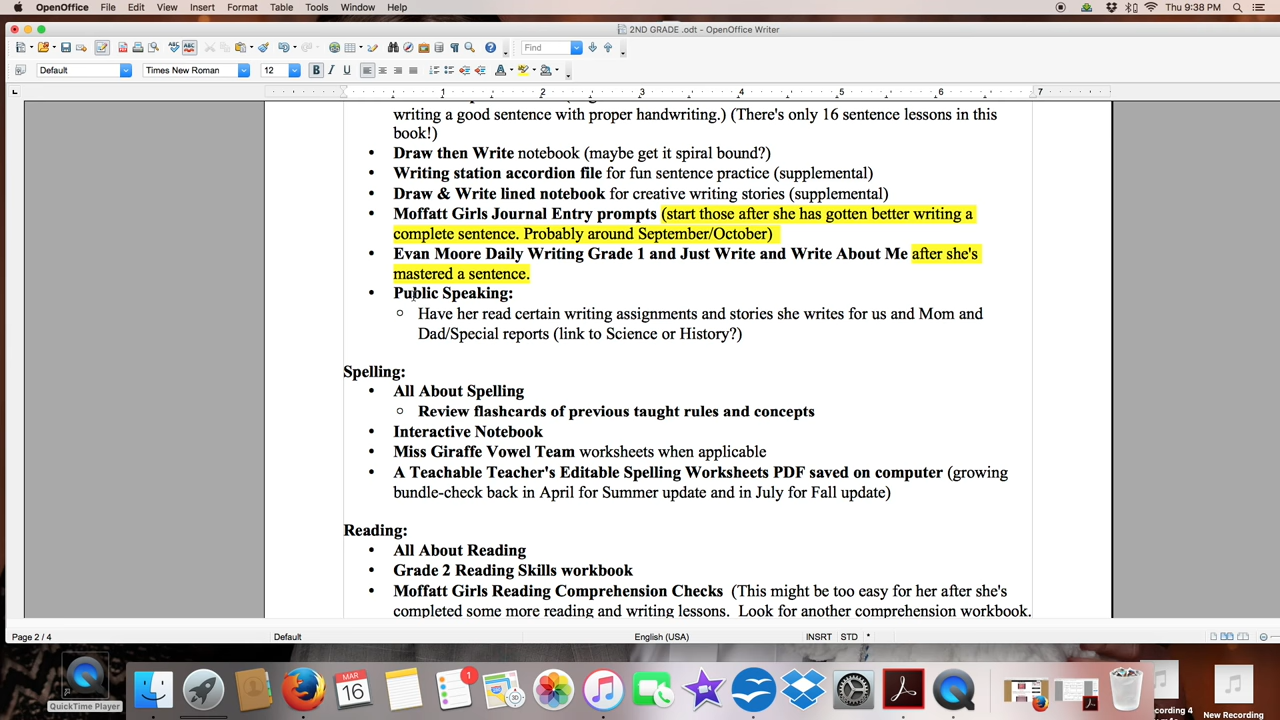 OpenOffice File Edit View Insert Format Table Tools Window Help Thu 9:38 PM
2ND GRADE .odt - OpenOffice Writer
Find
Default Times New Roman 12 B I U
1 2 3 4 5 6 7
writing a good sentence with proper handwriting.) (There's only 16 sentence lessons in this
book!)
• Draw then Write notebook (maybe get it spiral bound?)
• Writing station accordion file for fun sentence practice (supplemental)
• Draw & Write lined notebook for creative writing stories (supplemental)
• Moffatt Girls Journal Entry prompts (start those after she has gotten better writing a
complete sentence. Probably around September/October)
• Evan Moore Daily Writing Grade 1 and Just Write and Write About Me after she's
mastered a sentence.
• Public Speaking:
○ Have her read certain writing assignments and stories she writes for us and Mom and
Dad/Special reports (link to Science or History?)
Spelling:
• All About Spelling
○ Review flashcards of previous taught rules and concepts
• Interactive Notebook
• Miss Giraffe Vowel Team worksheets when applicable
• A Teachable Teacher's Editable Spelling Worksheets PDF saved on computer (growing
bundle-check back in April for Summer update and in July for Fall update)
Reading:
• All About Reading
• Grade 2 Reading Skills workbook
• Moffatt Girls Reading Comprehension Checks (This might be too easy for her after she's
completed some more reading and writing lessons. Look for another comprehension workbook.
Page 2 / 4 Default English (USA) INSRT STD *
MAR
16
1
QuickTime Player
New Recording